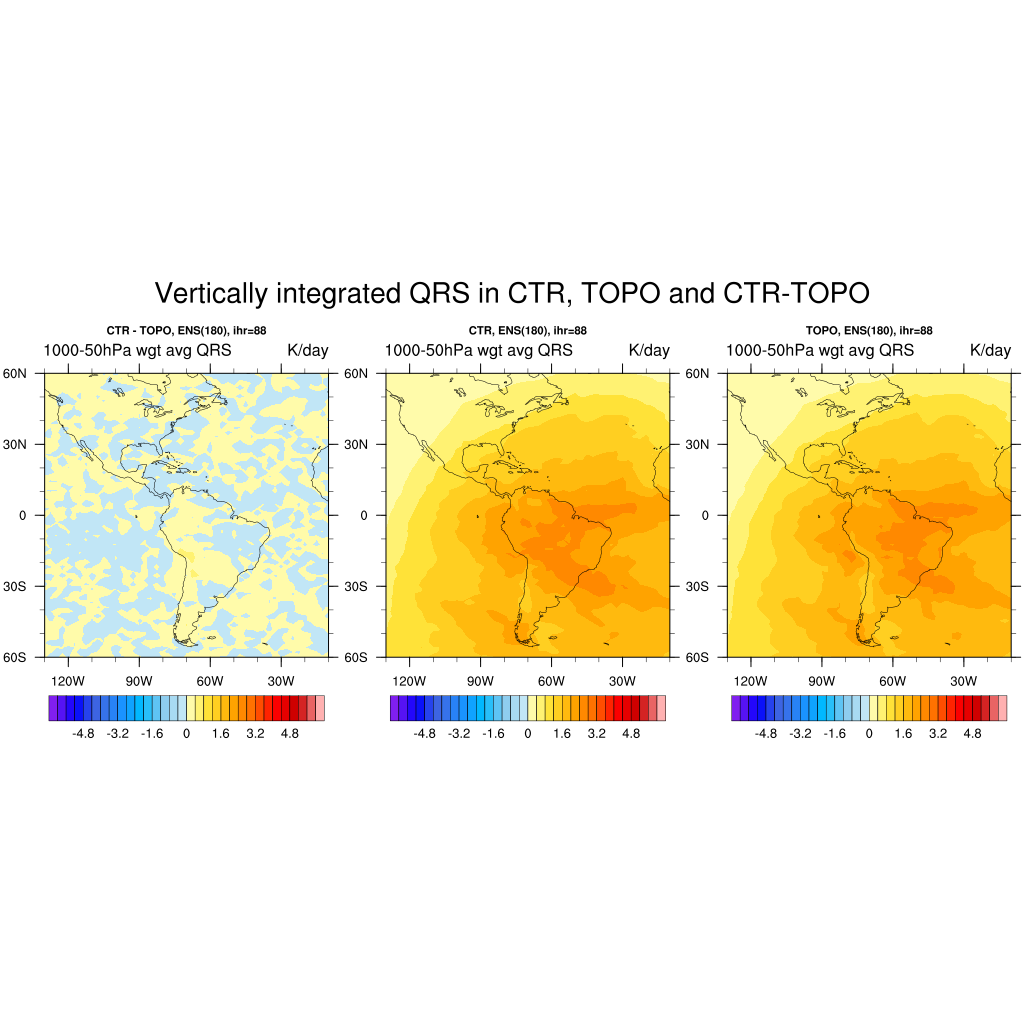 Vertically integrated QRS in CTR, TOPO and CTR-TOPO
CTR - TOPO, ENS(180), ihr=88
1000-50hPa wgt avg QRS K/day
60N
30N
0
30S
60S
120W 90W 60W 30W
-4.8 -3.2 -1.6 0 1.6 3.2 4.8
CTR, ENS(180), ihr=88
1000-50hPa wgt avg QRS K/day
60N
30N
0
30S
60S
120W 90W 60W 30W
-4.8 -3.2 -1.6 0 1.6 3.2 4.8
TOPO, ENS(180), ihr=88
1000-50hPa wgt avg QRS K/day
60N
30N
0
30S
60S
120W 90W 60W 30W
-4.8 -3.2 -1.6 0 1.6 3.2 4.8